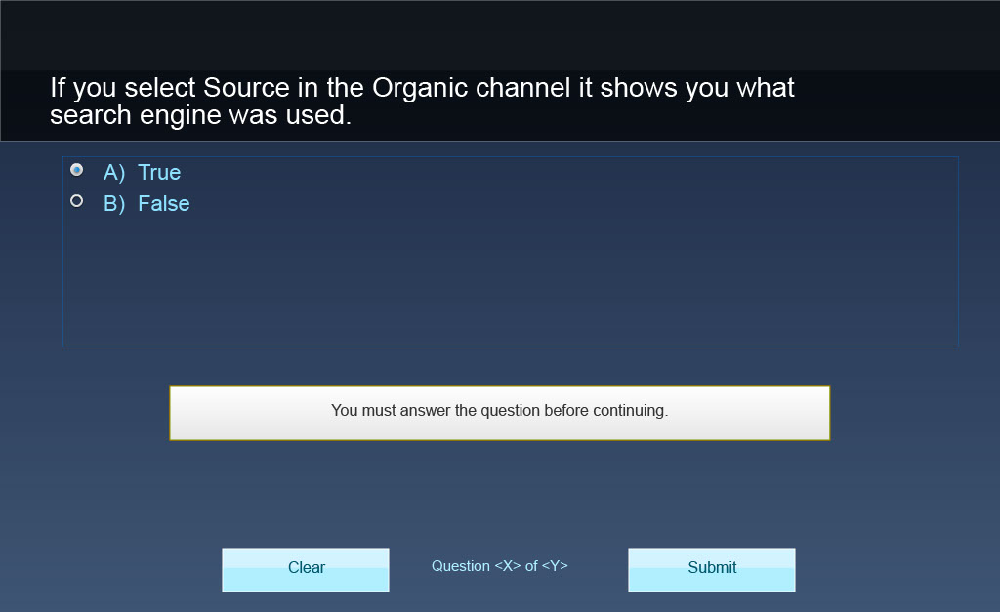 If you select Source in the Organic channel it shows you what
search engine was used.
A) True
B) False
You must answer the question before continuing.
Clear
Question <X> of <Y>
Submit